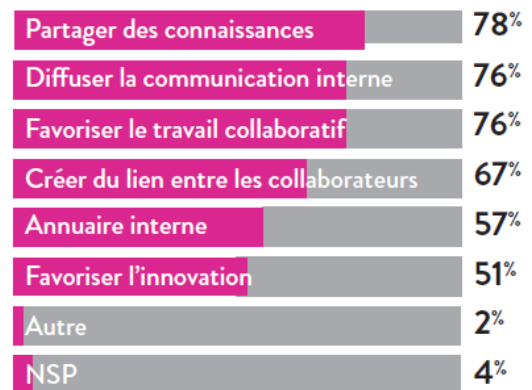 Partager des connaissances 78%
Diffuser la communication interne 76%
Favoriser le travail collaboratif 76%
Créer du lien entre les collaborateurs 67%
Annuaire interne 57%
Favoriser l'innovation 51%
Autre 2%
NSP 4%